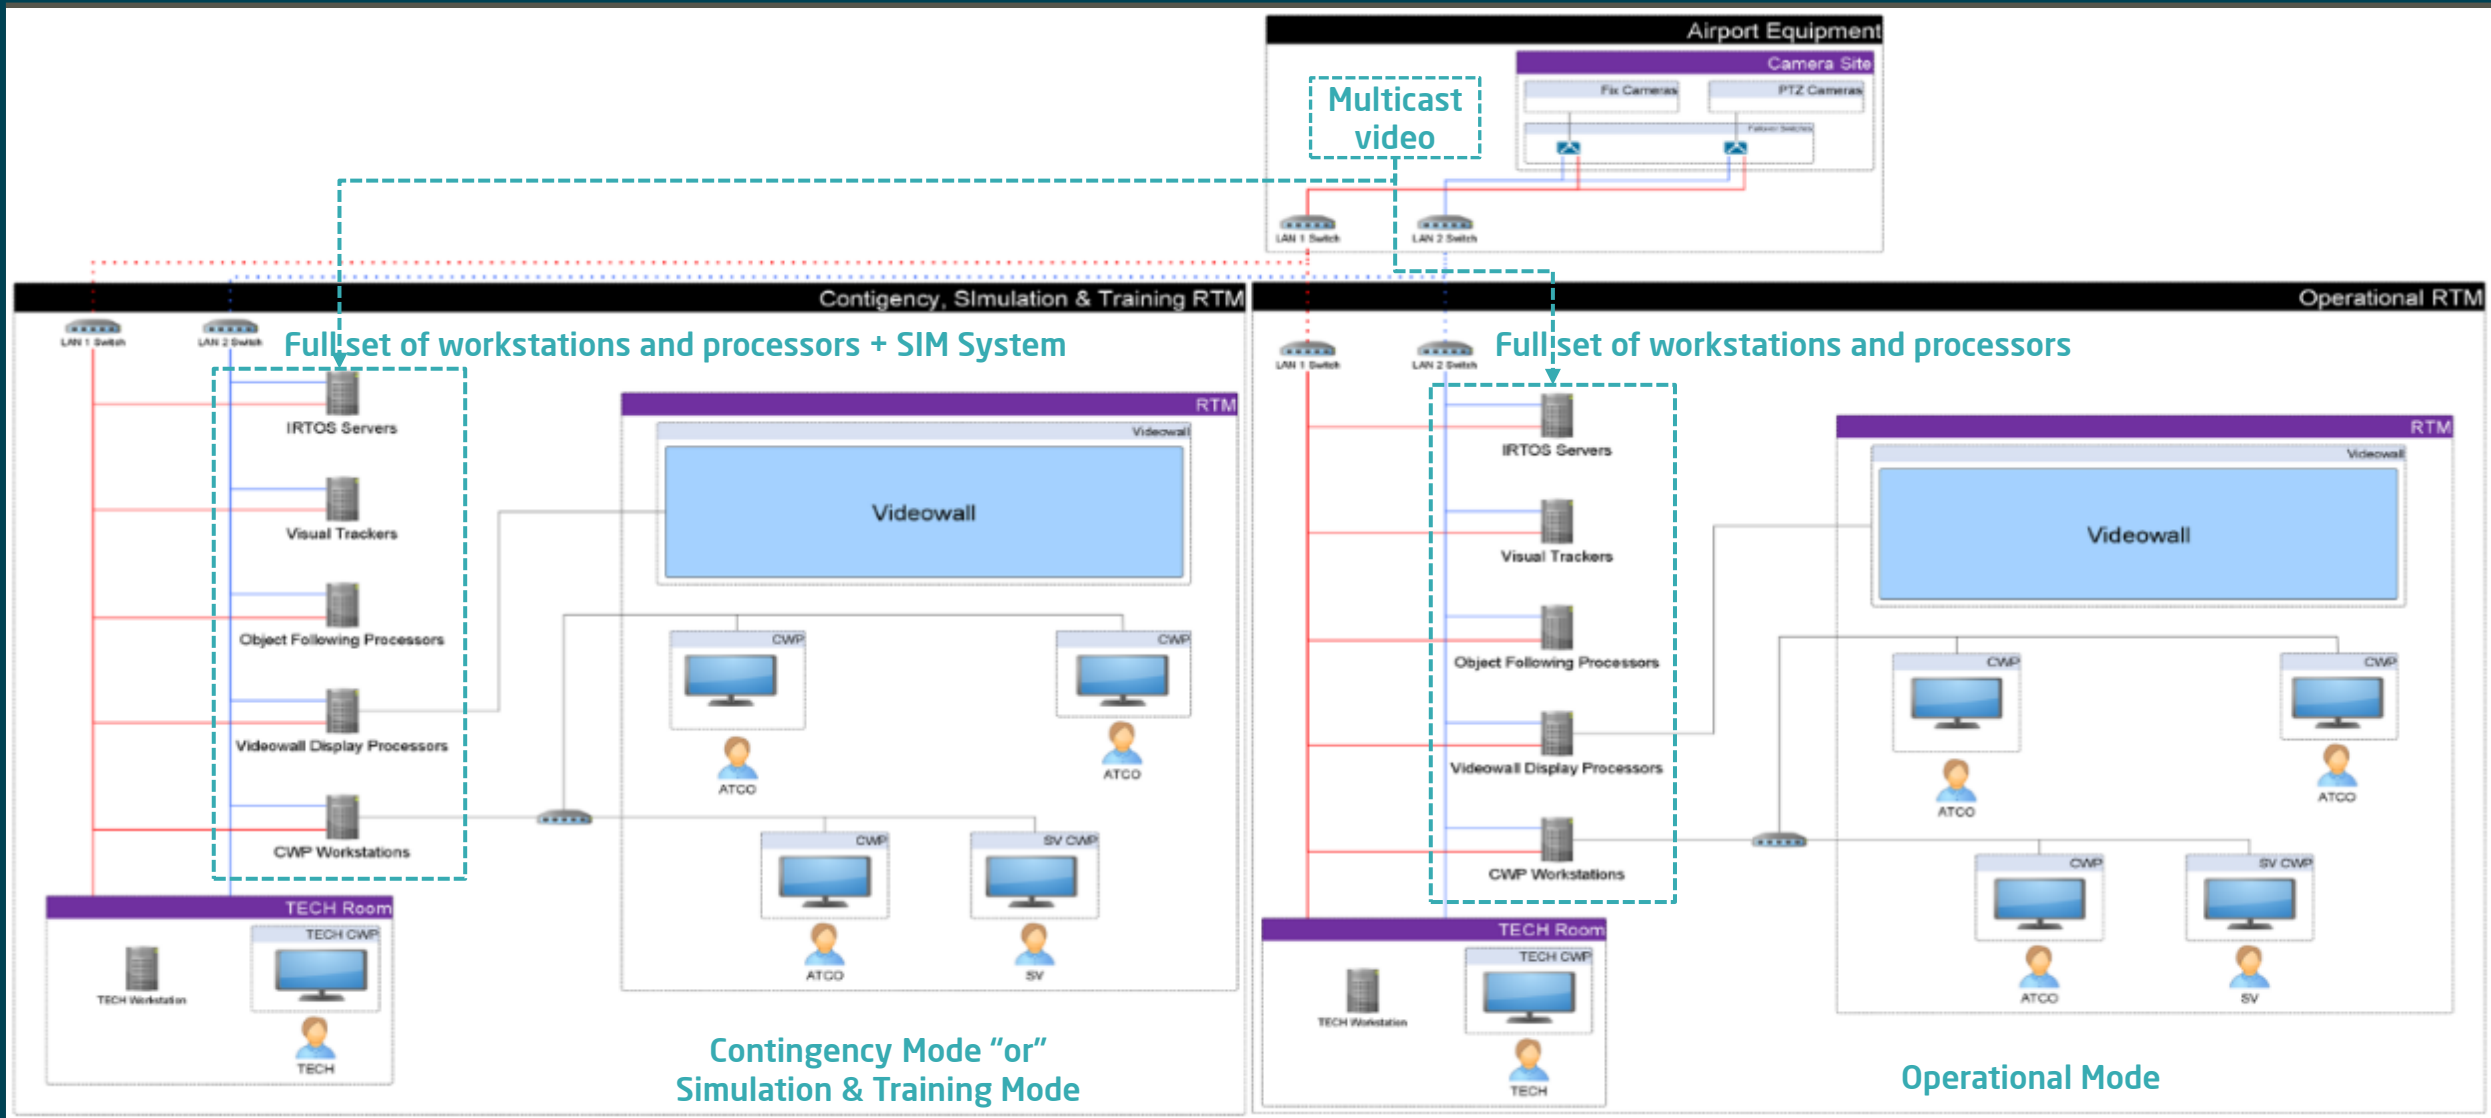 Airport Equipment
Camera Site
Fix Cameras
PTZ Cameras
Failover Switches
Multicast
video
LAN 1 Switch
LAN 2 Switch
Contigency, SImulation & Training RTM
LAN 1 Switch
LAN 2 Switch
Full set of workstations and processors + SIM System
IRTOS Servers
Visual Trackers
Object Following Processors
Videowall Display Processors
CWP Workstations
RTM
Videowall
Videowall
CWP
ATCO
CWP
ATCO
CWP
ATCO
SV CWP
SV
TECH Room
TECH CWP
TECH Workstation
TECH
Contingency Mode “or”
Simulation & Training Mode
Operational RTM
LAN 1 Switch
LAN 2 Switch
Full set of workstations and processors
IRTOS Servers
Visual Trackers
Object Following Processors
Videowall Display Processors
CWP Workstations
RTM
Videowall
Videowall
CWP
ATCO
CWP
ATCO
CWP
ATCO
SV CWP
SV
TECH Room
TECH CWP
TECH Workstation
TECH
Operational Mode